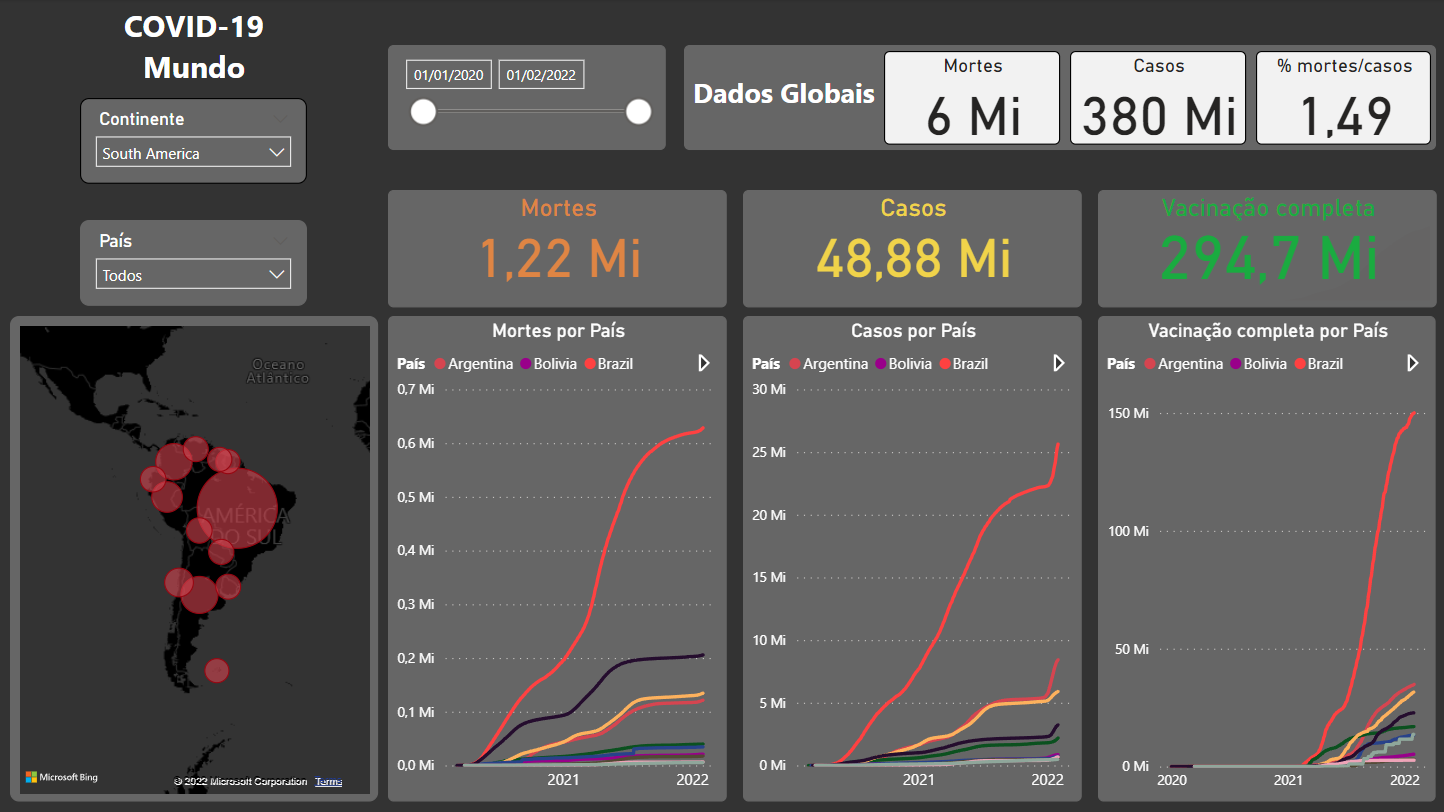 COVID-19
Mundo
Continente
South America
País
Todos
01/01/2020 01/02/2022
Dados Globais
Mortes
6 Mi
Casos
380 Mi
% mortes/casos
1,49
Mortes
1,22 Mi
Casos
48,88 Mi
Vacinação completa
294,7 Mi
Oceano
Atlântico
AMÉRICA
DO SUL
Microsoft Bing
© 2022 Microsoft Corporation Terms
Mortes por País
País Argentina Bolivia Brazil
0,7 Mi
0,6 Mi
0,5 Mi
0,4 Mi
0,3 Mi
0,2 Mi
0,1 Mi
0,0 Mi
2021 2022
Casos por País
País Argentina Bolivia Brazil
30 Mi
25 Mi
20 Mi
15 Mi
10 Mi
5 Mi
0 Mi
2021 2022
Vacinação completa por País
País Argentina Bolivia Brazil
150 Mi
100 Mi
50 Mi
0 Mi
2020 2021 2022